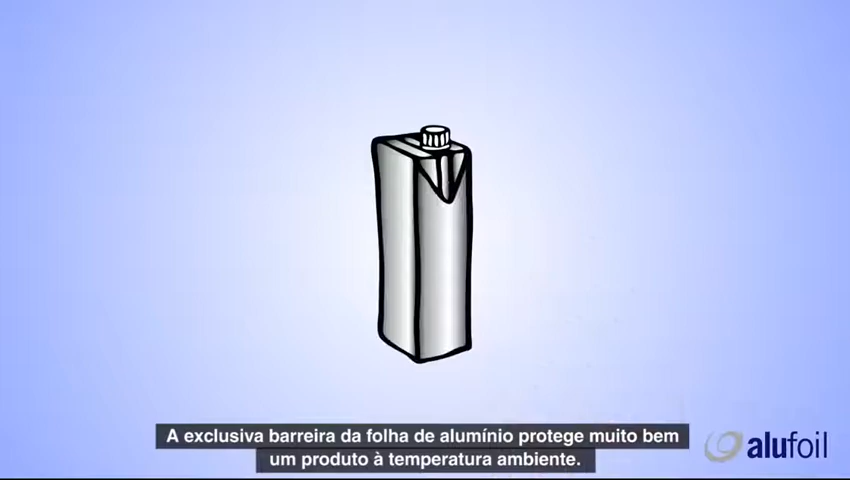 A exclusiva barreira da folha de alumínio protege muito bem
um produto à temperatura ambiente.
alufoil